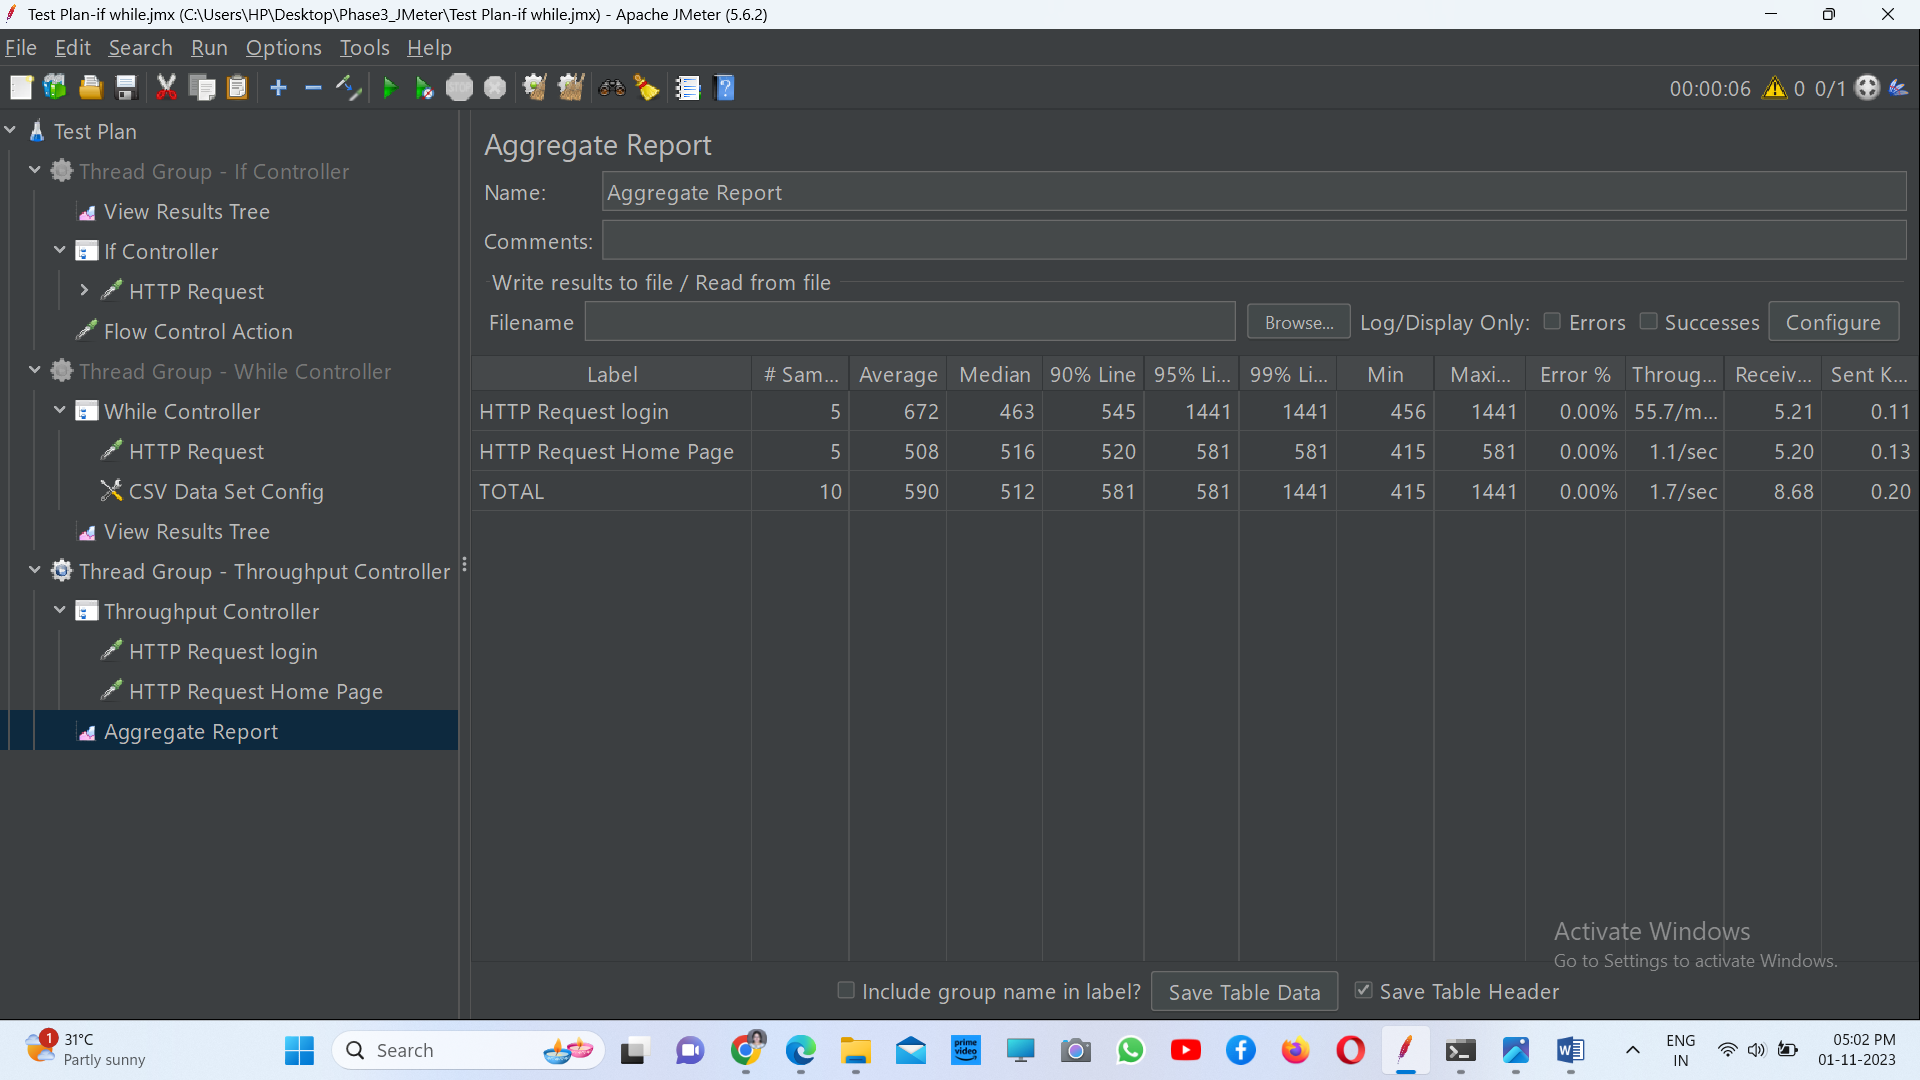 Test Plan-if while.jmx (C:\Users\HP\Desktop\Phase3_JMeter\Test Plan-if while.jmx) - Apache JMeter (5.6.2)
File Edit Search Run Options Tools Help
STOP 00:00:06 0 0/1
Test Plan
Thread Group - If Controller
View Results Tree
If Controller
HTTP Request
Flow Control Action
Thread Group - While Controller
While Controller
HTTP Request
CSV Data Set Config
View Results Tree
Thread Group - Throughput Controller
Throughput Controller
HTTP Request login
HTTP Request Home Page
Aggregate Report
Aggregate Report
Name: Aggregate Report
Comments:
Write results to file / Read from file
Filename Browse... Log/Display Only: Errors Successes Configure
Label # Sam... Average Median 90% Line 95% Li... 99% Li... Min Maxi... Error % Throug... Receiv... Sent K...
HTTP Request login 5 672 463 545 1441 1441 456 1441 0.00% 55.7/m... 5.21 0.11
HTTP Request Home Page 5 508 516 520 581 581 415 581 0.00% 1.1/sec 5.20 0.13
TOTAL 10 590 512 581 581 1441 415 1441 0.00% 1.7/sec 8.68 0.20
Activate Windows
Go to Settings to activate Windows.
Include group name in label? Save Table Data Save Table Header
1 31°C
Partly sunny
Search
prime video
ENG
IN
05:02 PM
01-11-2023